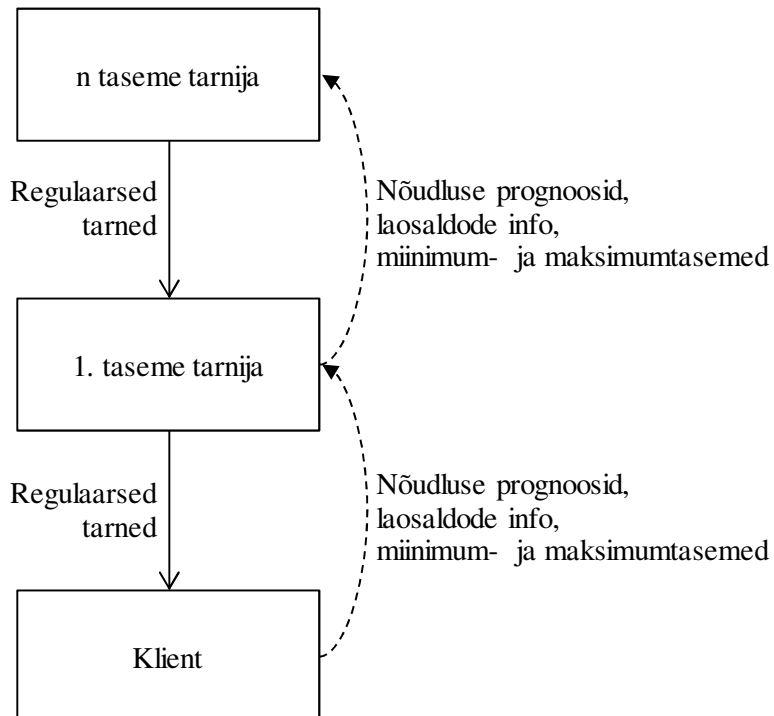 n taseme tarnija
Regulaarsed
tarned
Nõudluse prognoosid,
laosaldode info,
miinimum- ja maksimumtasemed
1. taseme tarnija
Regulaarsed
tarned
Nõudluse prognoosid,
laosaldode info,
miinimum- ja maksimumtasemed
Klient